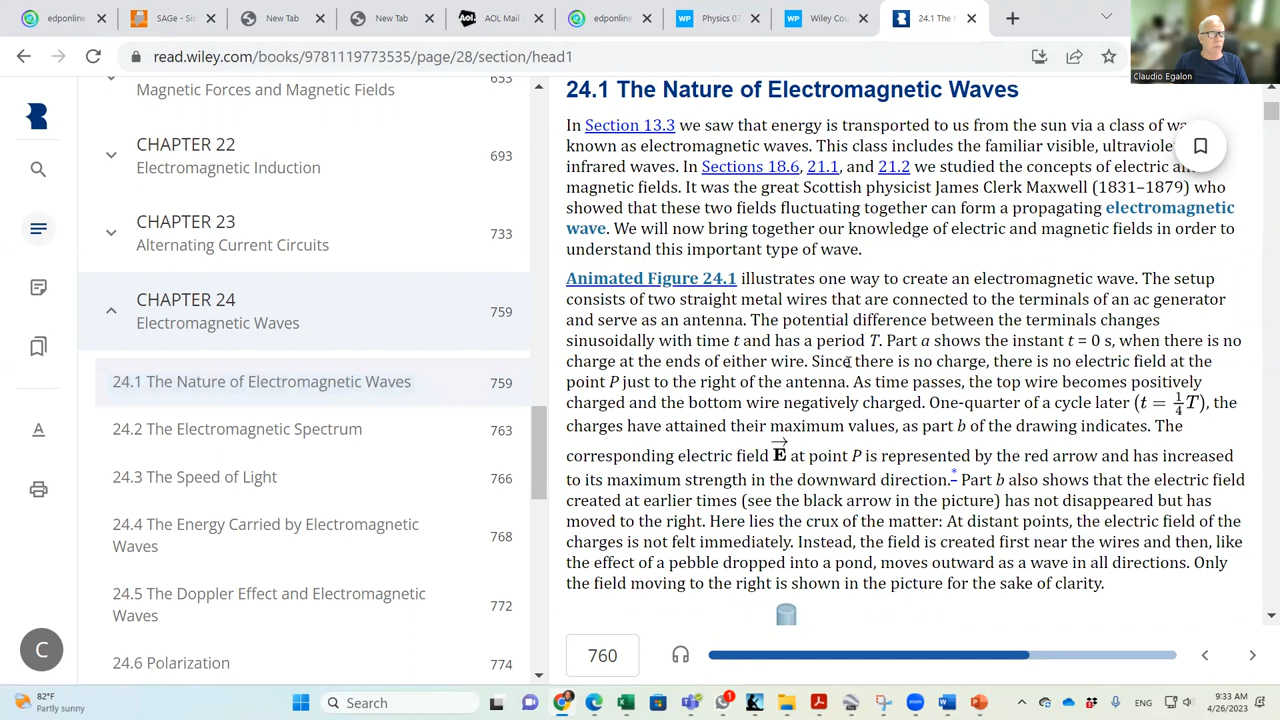 edponline
SAGe - Sis
New Tab
New Tab
Aol.
AOL Mail -
edponline
WP
Physics 07
WP
Wiley Cou
24.1 The N
read.wiley.com/books/9781119773535/page/28/section/head1
Claudio Egalon
653
Magnetic Forces and Magnetic Fields
CHAPTER 22
693
Electromagnetic Induction
CHAPTER 23
733
Alternating Current Circuits
CHAPTER 24
759
Electromagnetic Waves
24.1 The Nature of Electromagnetic Waves
759
24.2 The Electromagnetic Spectrum
763
24.3 The Speed of Light
766
24.4 The Energy Carried by Electromagnetic
Waves
768
24.5 The Doppler Effect and Electromagnetic
Waves
772
24.6 Polarization
774
C
24.1 The Nature of Electromagnetic Waves
In Section 13.3 we saw that energy is transported to us from the sun via a class of
known as electromagnetic waves. This class includes the familiar visible,
infrared waves. In Sections 18.6, 21.1, and 21.2 we studied the concepts of electric
magnetic fields. It was the great Scottish physicist James Clerk Maxwell (1831–1879) who
showed that these two fields fluctuating together can form a propagating electromagnetic
wave. We will now bring together our knowledge of electric and magnetic fields in order to
understand this important type of wave.
Animated Figure 24.1 illustrates one way to create an electromagnetic wave. The setup
consists of two straight metal wires that are connected to the terminals of an ac generator
and serve as an antenna. The potential difference between the terminals changes
sinusoidally with time t and has a period T. Part a shows the instant t = 0 s, when there is no
charge at the ends of either wire. Since there is no charge, there is no electric field at the
point P just to the right of the antenna. As time passes, the top wire becomes positively
charged and the bottom wire negatively charged. One-quarter of a cycle later (t = 1/4 T), the
charges have attained their maximum values, as part b of the drawing indicates. The
corresponding electric field E⃗ at point P is represented by the red arrow and has increased
to its maximum strength in the downward direction.* Part b also shows that the electric field
created at earlier times (see the black arrow in the picture) has not disappeared but has
moved to the right. Here lies the crux of the matter: At distant points, the electric field of the
charges is not felt immediately. Instead, the field is created first near the wires and then, like
the effect of a pebble dropped into a pond, moves outward as a wave in all directions. Only
the field moving to the right is shown in the picture for the sake of clarity.
760
82°F
Partly sunny
Search
1
zoom
ENG
9:33 AM
4/26/2023